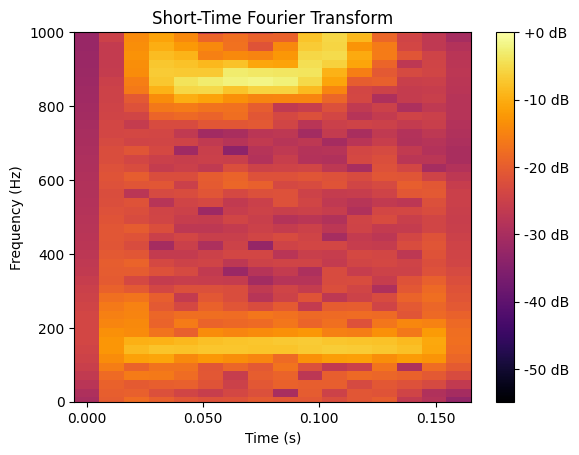 Short-Time Fourier Transform
1000
800
600
400
200
0
Frequency (Hz)
0.000
0.050
0.100
0.150
Time (s)
+0 dB
-10 dB
-20 dB
-30 dB
-40 dB
-50 dB